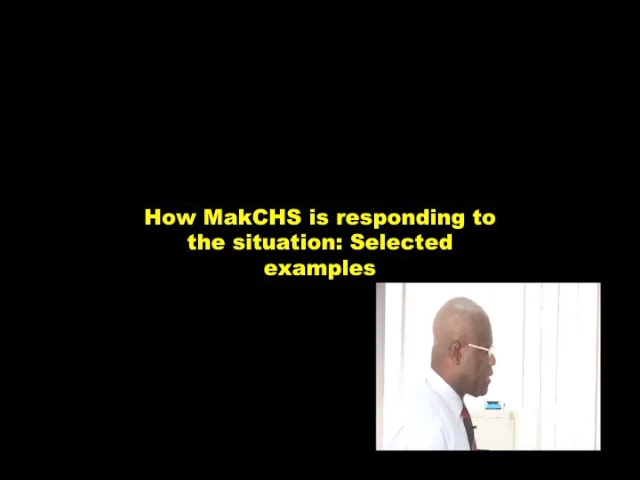 How MakCHS is responding to
the situation: Selected
examples